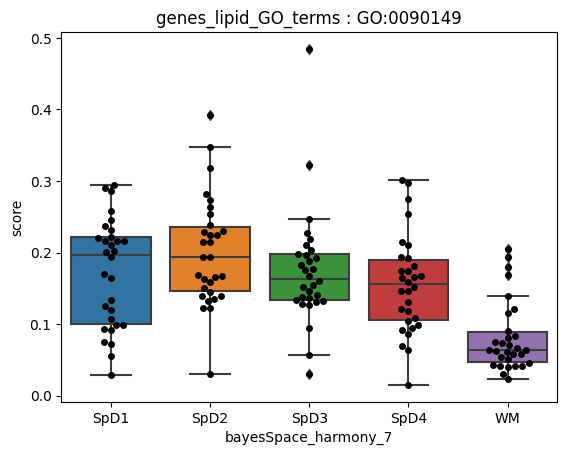 genes_lipid_GO_terms : GO:0090149
0.5
0.4
0.3
0.2
0.1
0.0
score
SpD1 SpD2 SpD3 SpD4 WM
bayesSpace_harmony_7